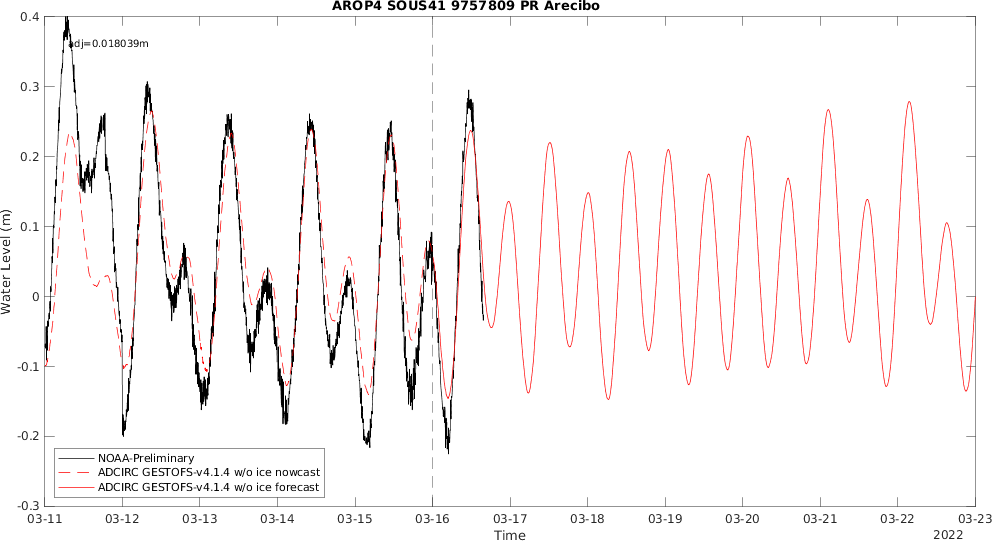 AROP4 SOUS41 9757809 PR Arecibo
adj=0.018039m
0.4
0.3
0.2
0.1
0
-0.1
-0.2
-0.3
Water Level (m)
NOAA-Preliminary
ADCIRC GESTOFS-v4.1.4 w/o ice nowcast
ADCIRC GESTOFS-v4.1.4 w/o ice forecast
03-11 03-12 03-13 03-14 03-15 03-16 03-17 03-18 03-19 03-20 03-21 03-22 03-23
Time
2022